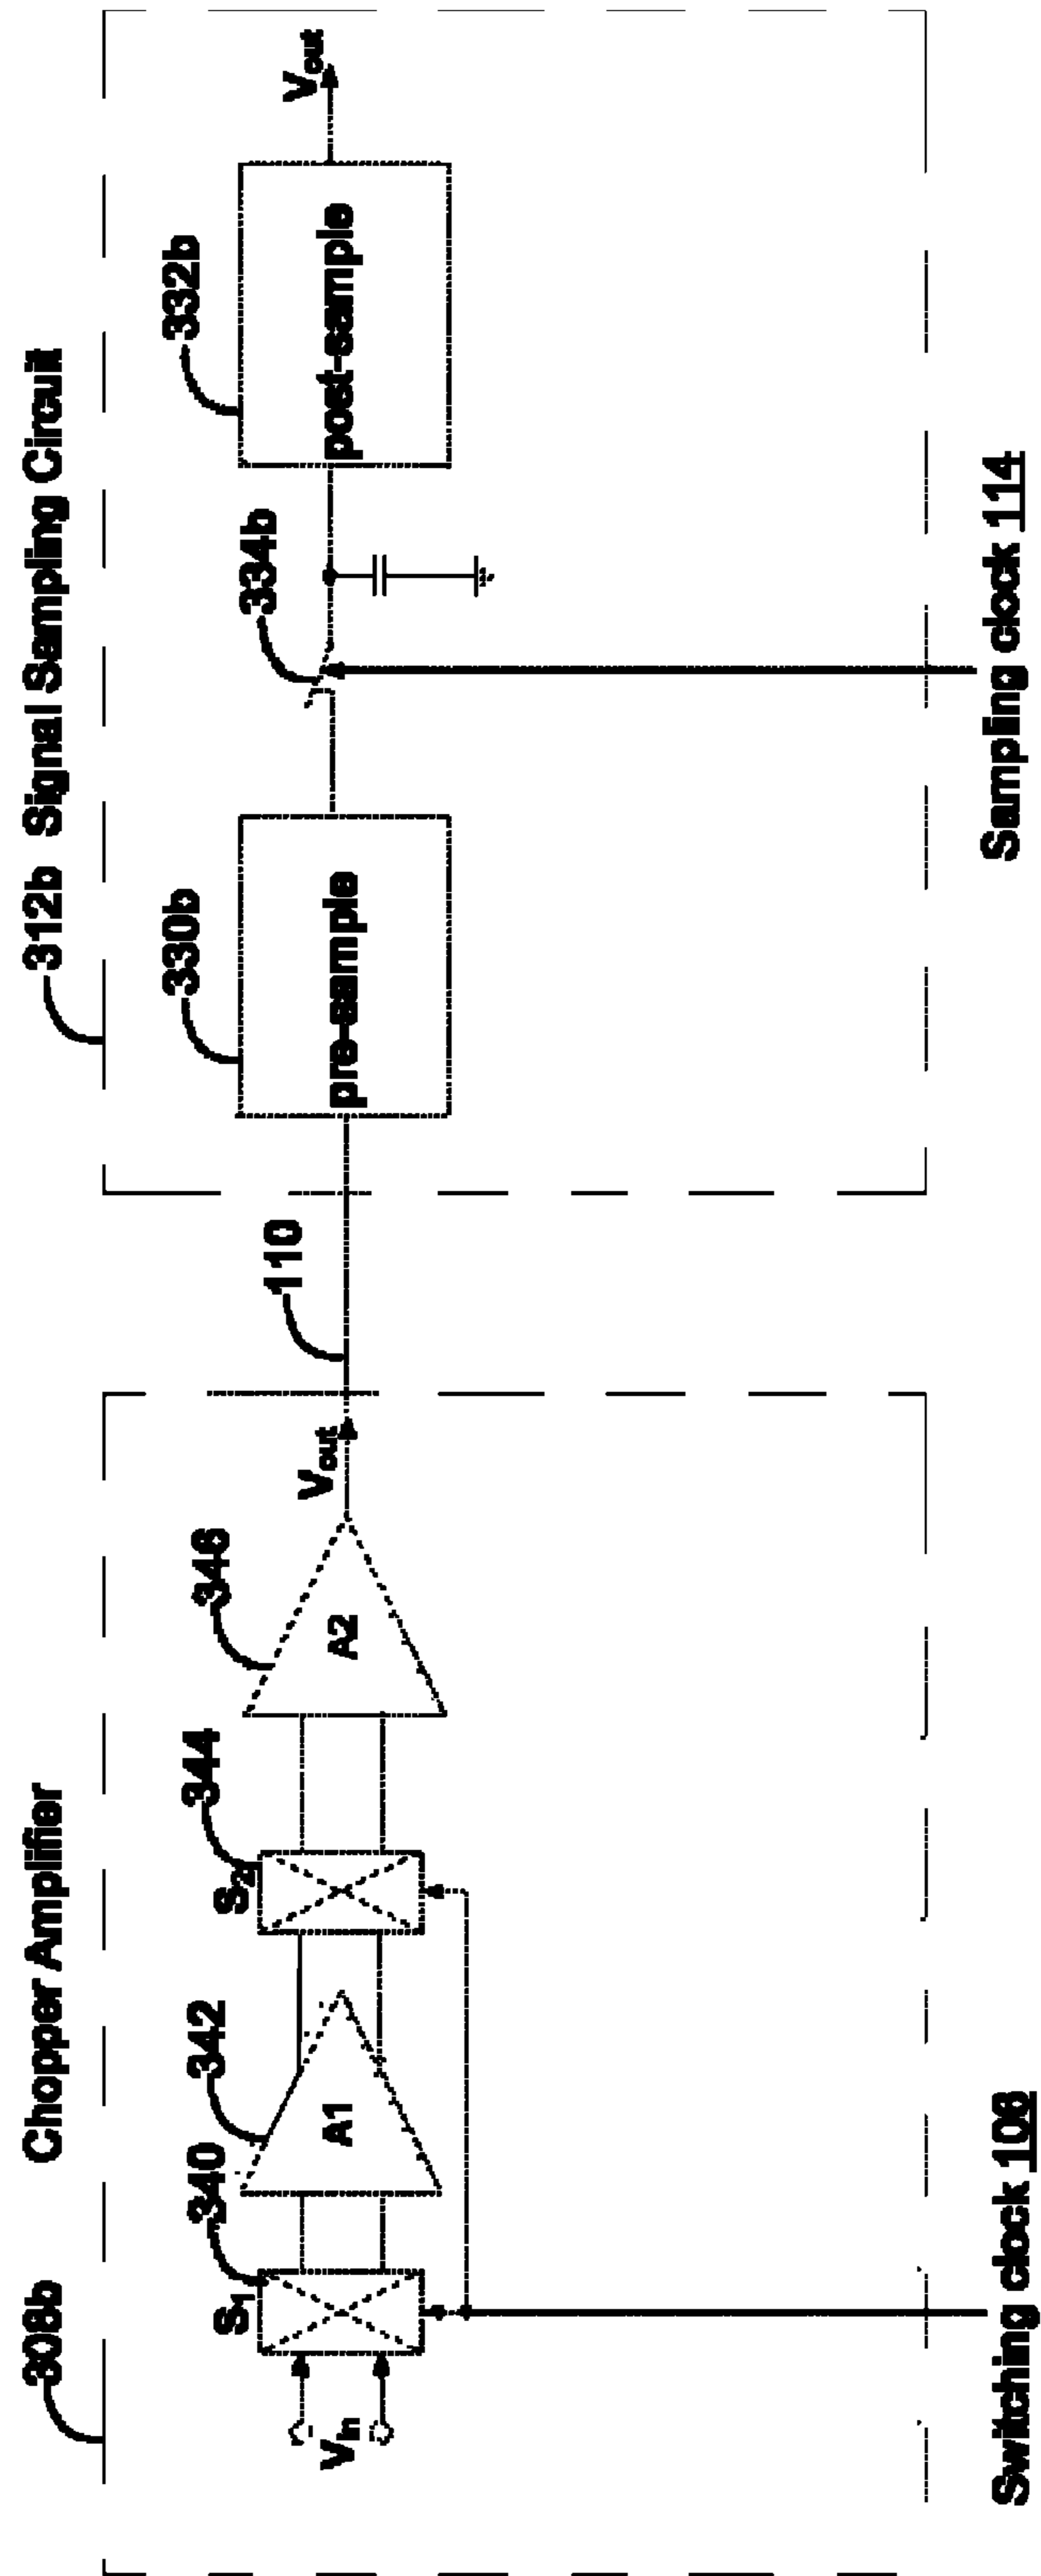 308b
Chopper Amplifier
312b Signal Sampling Circuit
340
342
344
346
110
330b
334b
332b
S1
S2
Vin
A1
A2
Vout
pre-sample
post-sample
Vout
Switching clock 106
Sampling clock 114